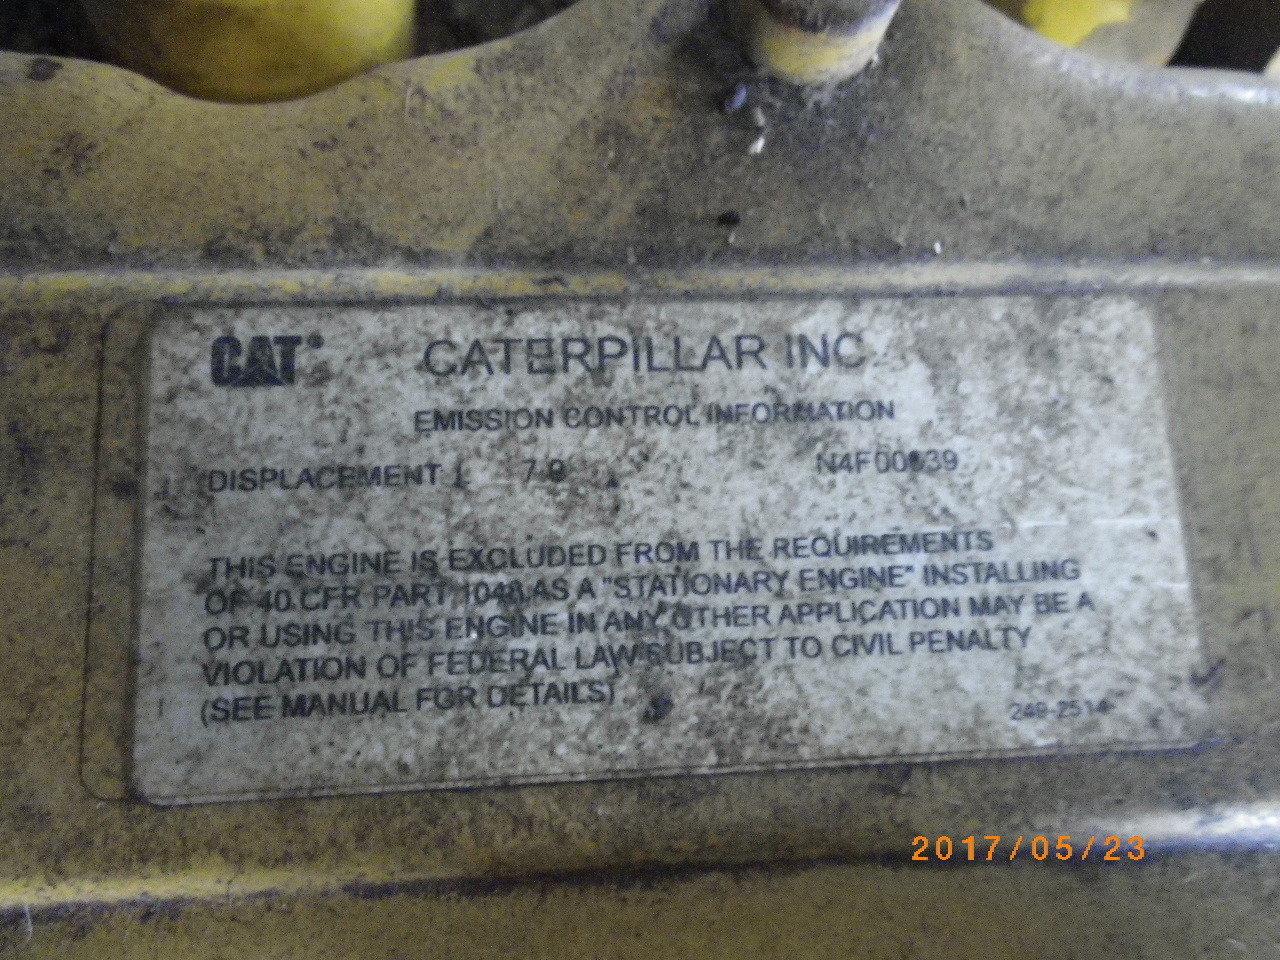 CAT® CATERPILLAR INC
EMISSION CONTROL INFORMATION
DISPLACEMENT L
THIS ENGINE IS EXCLUDED FROM THE REQUIREMENTS
OF 40 CFR PART 1048 AS A "STATIONARY ENGINE" INSTALLING
OR USING THIS ENGINE IN ANY OTHER APPLICATION MAY BE A
VIOLATION OF FEDERAL LAW SUBJECT TO CIVIL PENALTY
(SEE MANUAL FOR DETAILS)
249-2514
2017/05/23